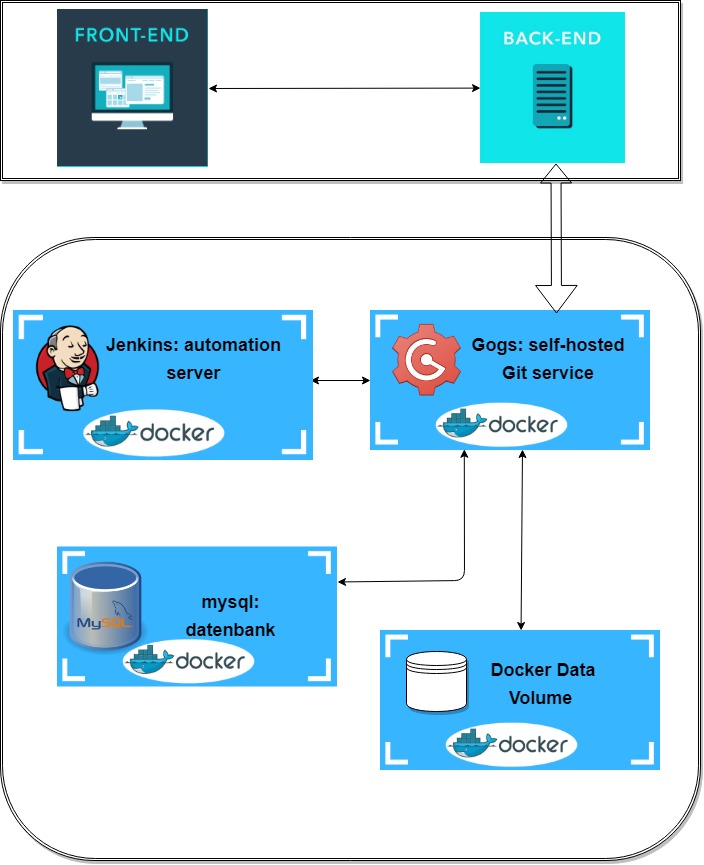 FRONT-END
BACK-END
Jenkins: automation
server
docker
Gogs: self-hosted
Git service
docker
MySQL
mysql:
datenbank
docker
Docker Data
Volume
docker